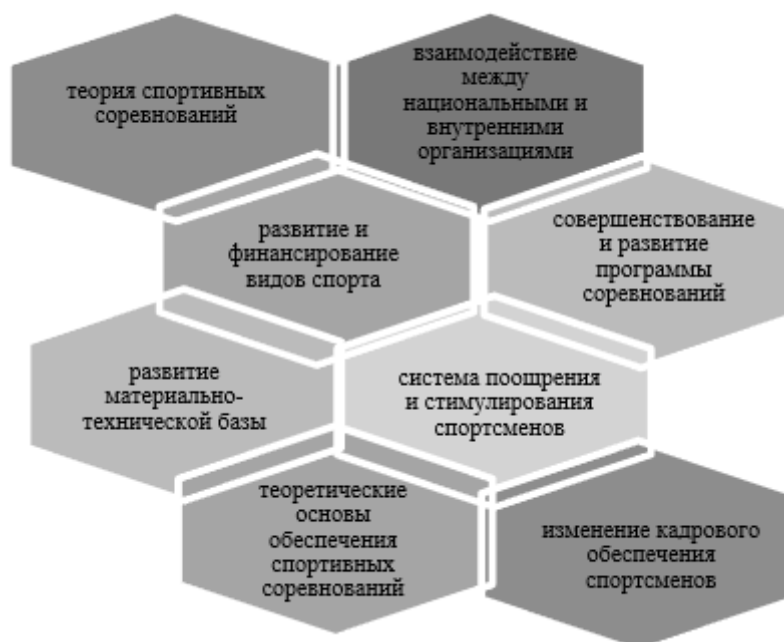 теория спортивных
соревнований
взаимодействие
между
национальными и
внутренними
организациями
развитие и
финансирование
видов спорта
совершенствование
и развитие
программы
соревнований
развитие
материально-
технической базы
система поощрения
и стимулирования
спортсменов
теоретические
основы
обеспечения
спортивных
соревнований
изменение кадрового
обеспечения
спортсменов